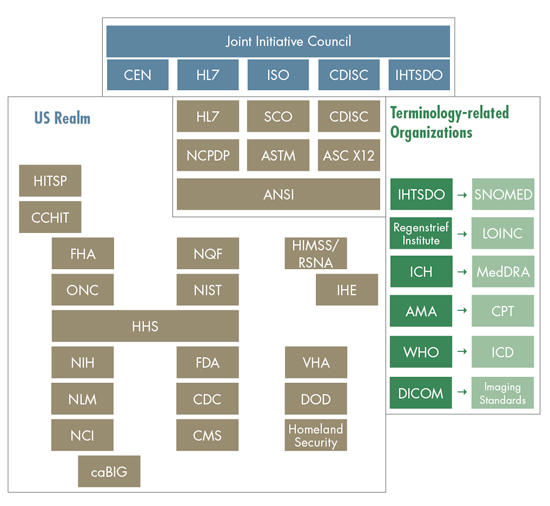 Joint Initiative Council
CEN HL7 ISO CDISC IHTSDO
US Realm
HL7 SCO CDISC
NCPDP ASTM ASC X12
ANSI
HITSP
CCHIT
FHA NQF HIMSS/
RSNA
ONC NIST IHE
HHS
NIH FDA VHA
NLM CDC DOD
NCI CMS Homeland
Security
caBIG
Terminology-related
Organizations
IHTSDO → SNOMED
Regenstrief
Institute → LOINC
ICH → MedDRA
AMA → CPT
WHO → ICD
DICOM → Imaging
Standards